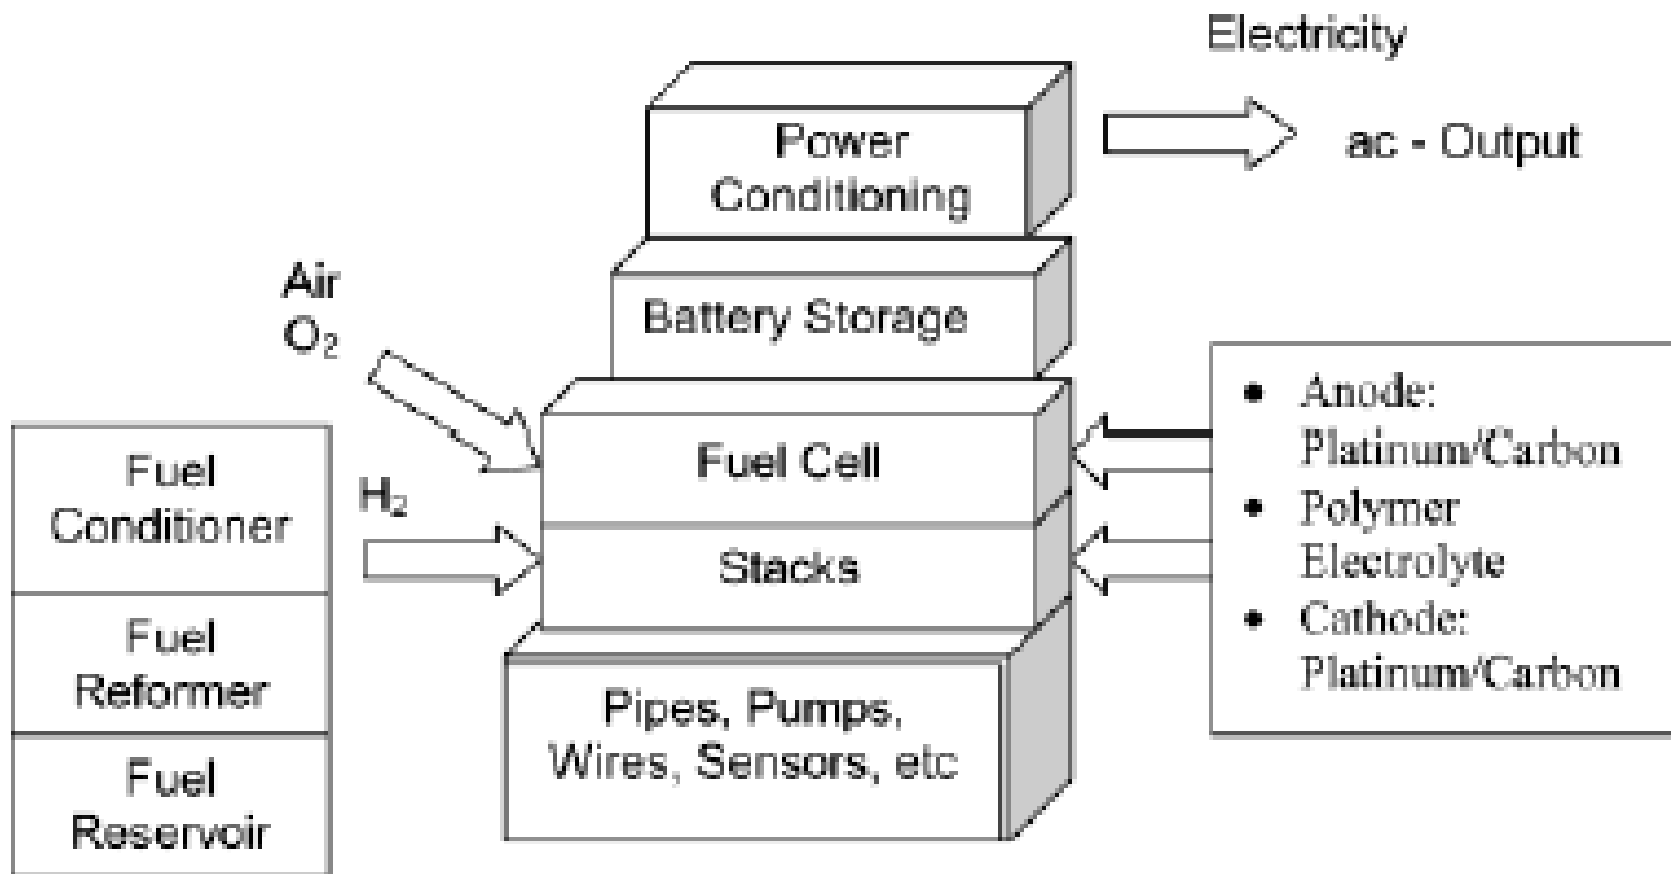 Electricity
ac - Output
Power
Conditioning
Battery Storage
Air
O₂
H₂
Fuel Cell
Stacks
Pipes, Pumps,
Wires, Sensors, etc
Fuel
Conditioner
Fuel
Reformer
Fuel
Reservoir
• Anode:
Platinum/Carbon
• Polymer
Electrolyte
• Cathode:
Platinum/Carbon